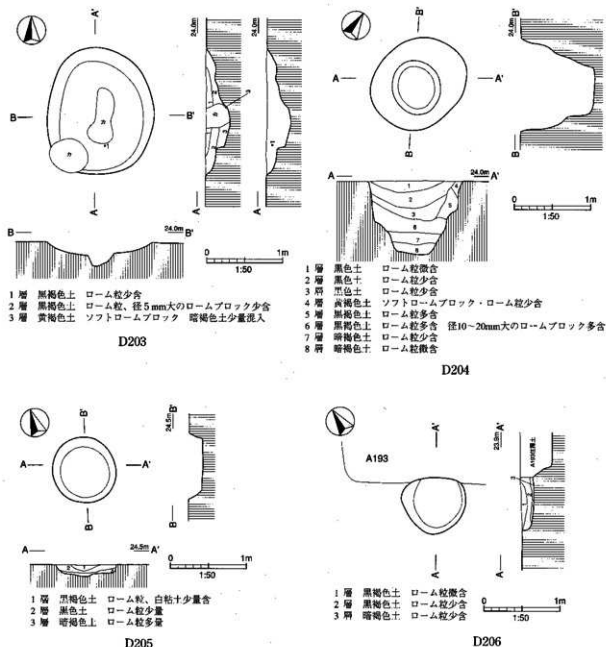 A'
B
B'
A
24.0m
B'
B
A
A'
24.0m
B
B'
24.0m
A
A'
0 1m
1:50
1層 黒褐色土 ローム粒少含
2層 黒褐色土 ローム粒、径5mm大のロームブロック少含
3層 黄褐色土 ソフトロームブロック 暗褐色土少量混入
D203
24.0m
A
A'
B
24.0m
A
A'
1
2
3
4
5
6
7
8
0 1m
1:50
1層 黒色土 ローム粒微含
2層 黒色土 ローム粒少含
3層 黒色土 ローム粒少含
4層 黄褐色土 ソフトロームブロック・ローム粒少含
5層 黒褐色土 ローム粒多含
6層 黒褐色土 ローム粒多含 径10~20mm大のロームブロック多含
7層 暗褐色土 ローム粒少含
8層 暗褐色土 ローム粒微含
D204
B'
24.5m
A
A'
B
A
24.5m
A'
0 1m
1:50
1層 黒褐色土 ローム粒、白粘土少量含
2層 黒色土 ローム粒少量
3層 暗褐色土 ローム粒多量
D205
A193
A'
A
23.9m
0 1m
1:50
1層 黒褐色土 ローム粒微含
2層 黒褐色土 ローム粒少含
3層 暗褐色土 ローム粒少含
D206